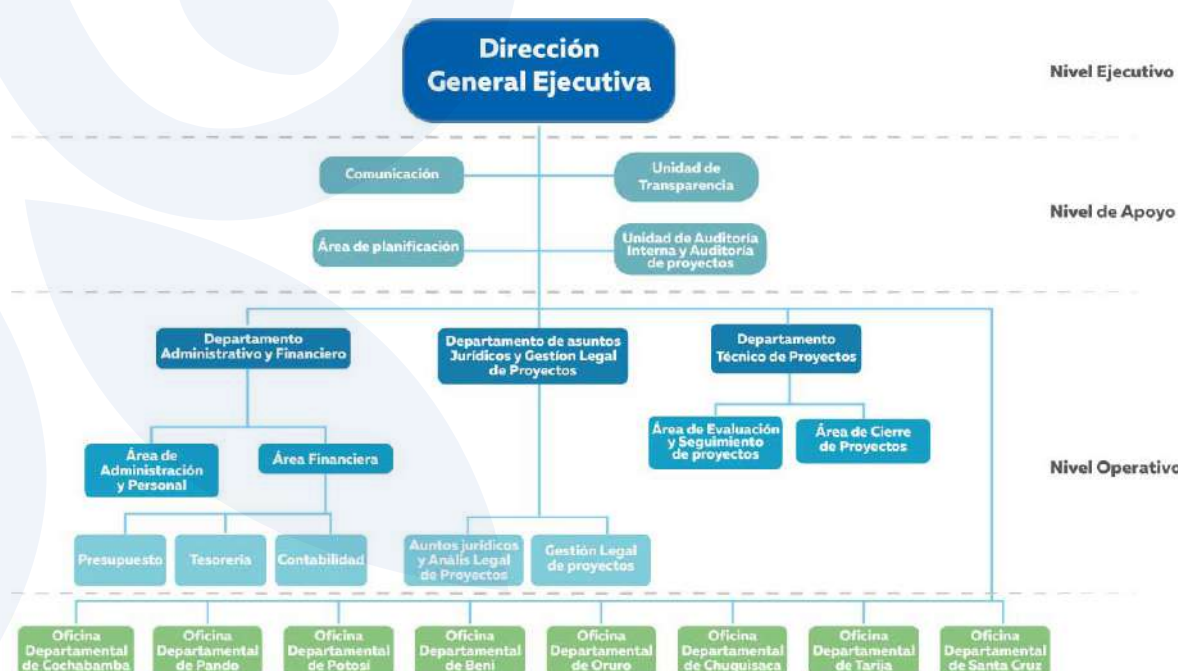 Dirección
General Ejecutiva
Nivel Ejecutivo
Comunicación
Unidad de
Transparencia
Nivel de Apoyo
Área de planificación
Unidad de Auditoría
Interna y Auditoría
de proyectos
Departamento
Administrativo y Financiero
Departamento de asuntos
Jurídicos y Gestión Legal
de Proyectos
Departamento
Técnico de Proyectos
Área de
Administración
y Personal
Área Financiera
Área de Evaluación
y Seguimiento
de proyectos
Área de Cierre
de Proyectos
Nivel Operativo
Presupuesto
Tesorería
Contabilidad
Auntos jurídicos
y Anális Legal
de Proyectos
Gestión Legal
de proyectos
Oficina
Departamental
de Cochabamba
Oficina
Departamental
de Pando
Oficina
Departamental
de Potosí
Oficina
Departamental
de Beni
Oficina
Departamental
de Oruro
Oficina
Departamental
de Chuquisaca
Oficina
Departamental
de Tarija
Oficina
Departamental
de Santa Cruz